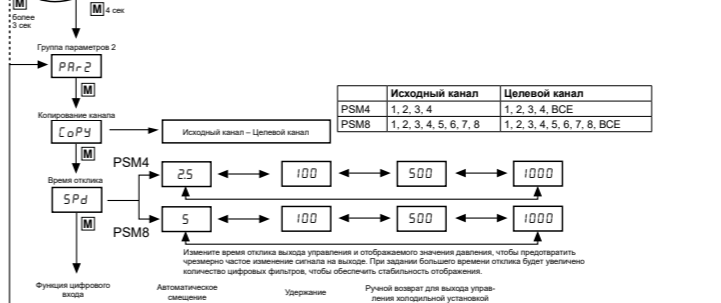 M
более
3 сек
M 4 сек
Группа параметров 2
PAr2
M
Копирование канала
CoPY
Исходный канал – Целевой канал
M
Исходный канал Целевой канал
PSM4 1, 2, 3, 4 1, 2, 3, 4, ВСЕ
PSM8 1, 2, 3, 4, 5, 6, 7, 8 1, 2, 3, 4, 5, 6, 7, 8, ВСЕ
Время отклика
SPd
M
PSM4
2.5 100 500 1000
PSM8
5 100 500 1000
Измените время отклика выхода управления и отображаемого значения давления, чтобы предотвратить
чрезмерно частое изменение сигнала на выходе. При задании большего времени отклика будет увеличено
количество цифровых фильтров, чтобы обеспечить стабильность отображения.
Функция цифрового
входа
Автоматическое
смещение
Удержание
Ручной возврат для выхода управ-
ления холодильной установкой